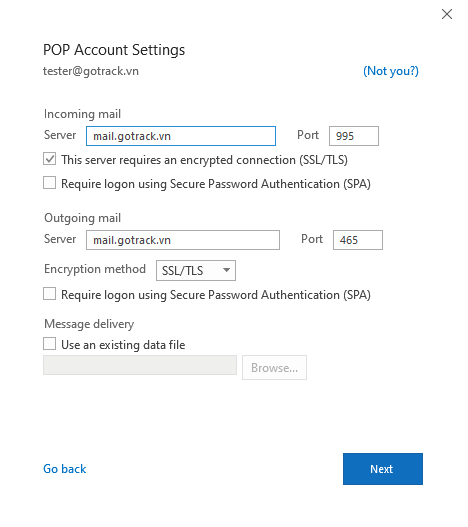 POP Account Settings
tester@gotrack.vn (Not you?)
Incoming mail
Server mail.gotrack.vn Port 995
This server requires an encrypted connection (SSL/TLS)
Require logon using Secure Password Authentication (SPA)
Outgoing mail
Server mail.gotrack.vn Port 465
Encryption method SSL/TLS
Require logon using Secure Password Authentication (SPA)
Message delivery
Use an existing data file
Browse...
Go back Next